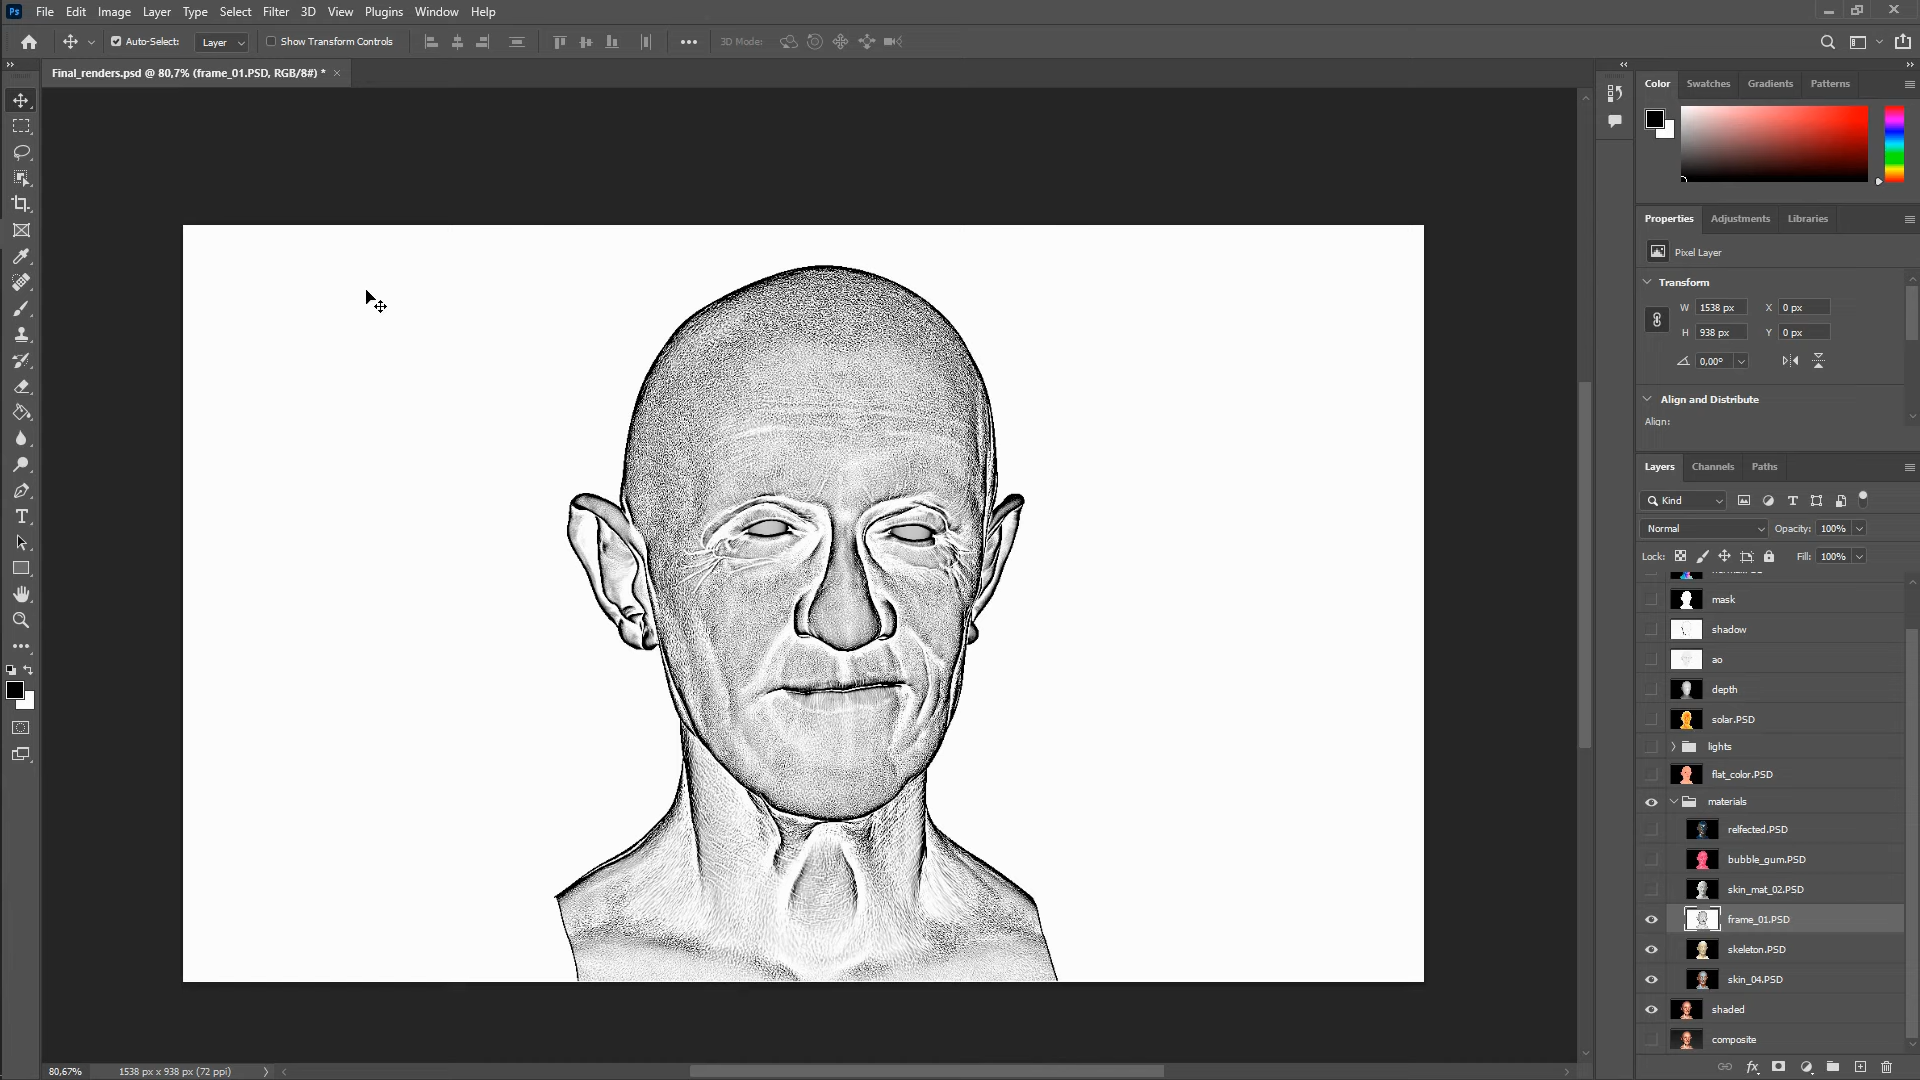 Ps File Edit Image Layer Type Select Filter 3D View Plugins Window Help
Auto-Select: Layer Show Transform Controls 3D Mode:
Final_renders.psd @ 80,7% (frame_01.PSD, RGB/8#) *
Color Swatches Gradients Patterns
Properties Adjustments Libraries
Pixel Layer
Transform
W 1538 px X 0 px
H 938 px Y 0 px
0,00°
Align and Distribute
Align:
Layers Channels Paths
Kind
Normal Opacity: 100%
Lock: Fill: 100%
mask
shadow
ao
depth
solar.PSD
lights
flat_color.PSD
materials
relfected.PSD
bubble_gum.PSD
skin_mat_02.PSD
frame_01.PSD
skeleton.PSD
skin_04.PSD
shaded
composite
80,67% 1538 px x 938 px (72 ppi)